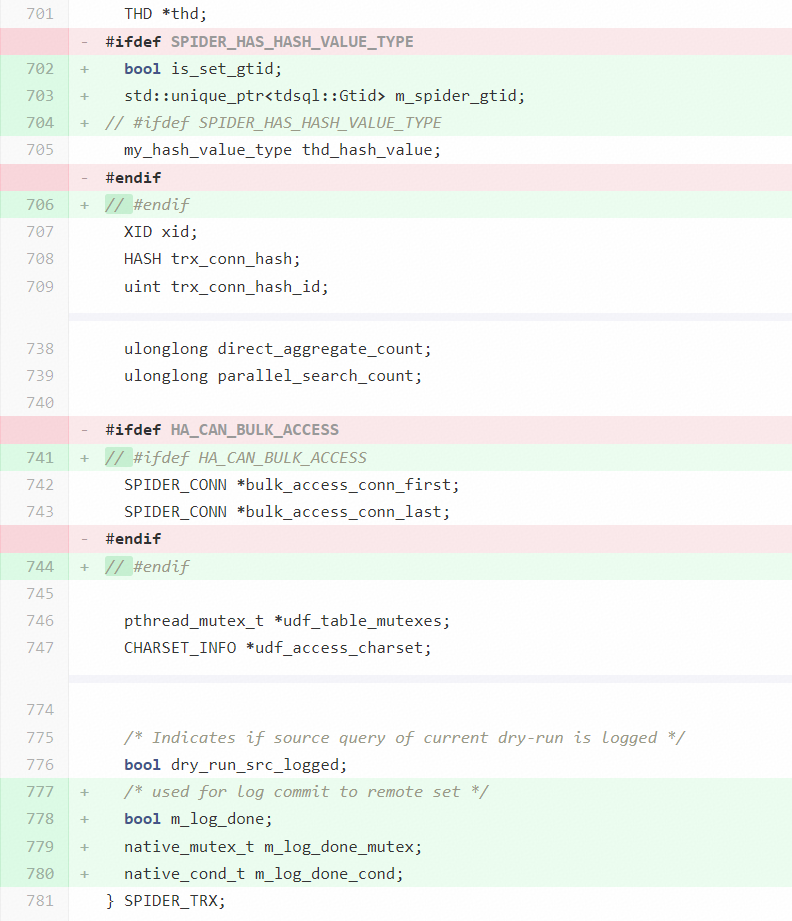 701 THD *thd;
- #ifdef SPIDER_HAS_HASH_VALUE_TYPE
702 + bool is_set_gtid;
703 + std::unique_ptr<tdsql::Gtid> m_spider_gtid;
704 + // #ifdef SPIDER_HAS_HASH_VALUE_TYPE
705 my_hash_value_type thd_hash_value;
- #endif
706 + // #endif
707 XID xid;
708 HASH trx_conn_hash;
709 uint trx_conn_hash_id;
738 ulonglong direct_aggregate_count;
739 ulonglong parallel_search_count;
740
- #ifdef HA_CAN_BULK_ACCESS
741 + // #ifdef HA_CAN_BULK_ACCESS
742 SPIDER_CONN *bulk_access_conn_first;
743 SPIDER_CONN *bulk_access_conn_last;
- #endif
744 + // #endif
745
746 pthread_mutex_t *udf_table_mutexes;
747 CHARSET_INFO *udf_access_charset;
774
775 /* Indicates if source query of current dry-run is logged */
776 bool dry_run_src_logged;
777 + /* used for log commit to remote set */
778 + bool m_log_done;
779 + native_mutex_t m_log_done_mutex;
780 + native_cond_t m_log_done_cond;
781 } SPIDER_TRX;